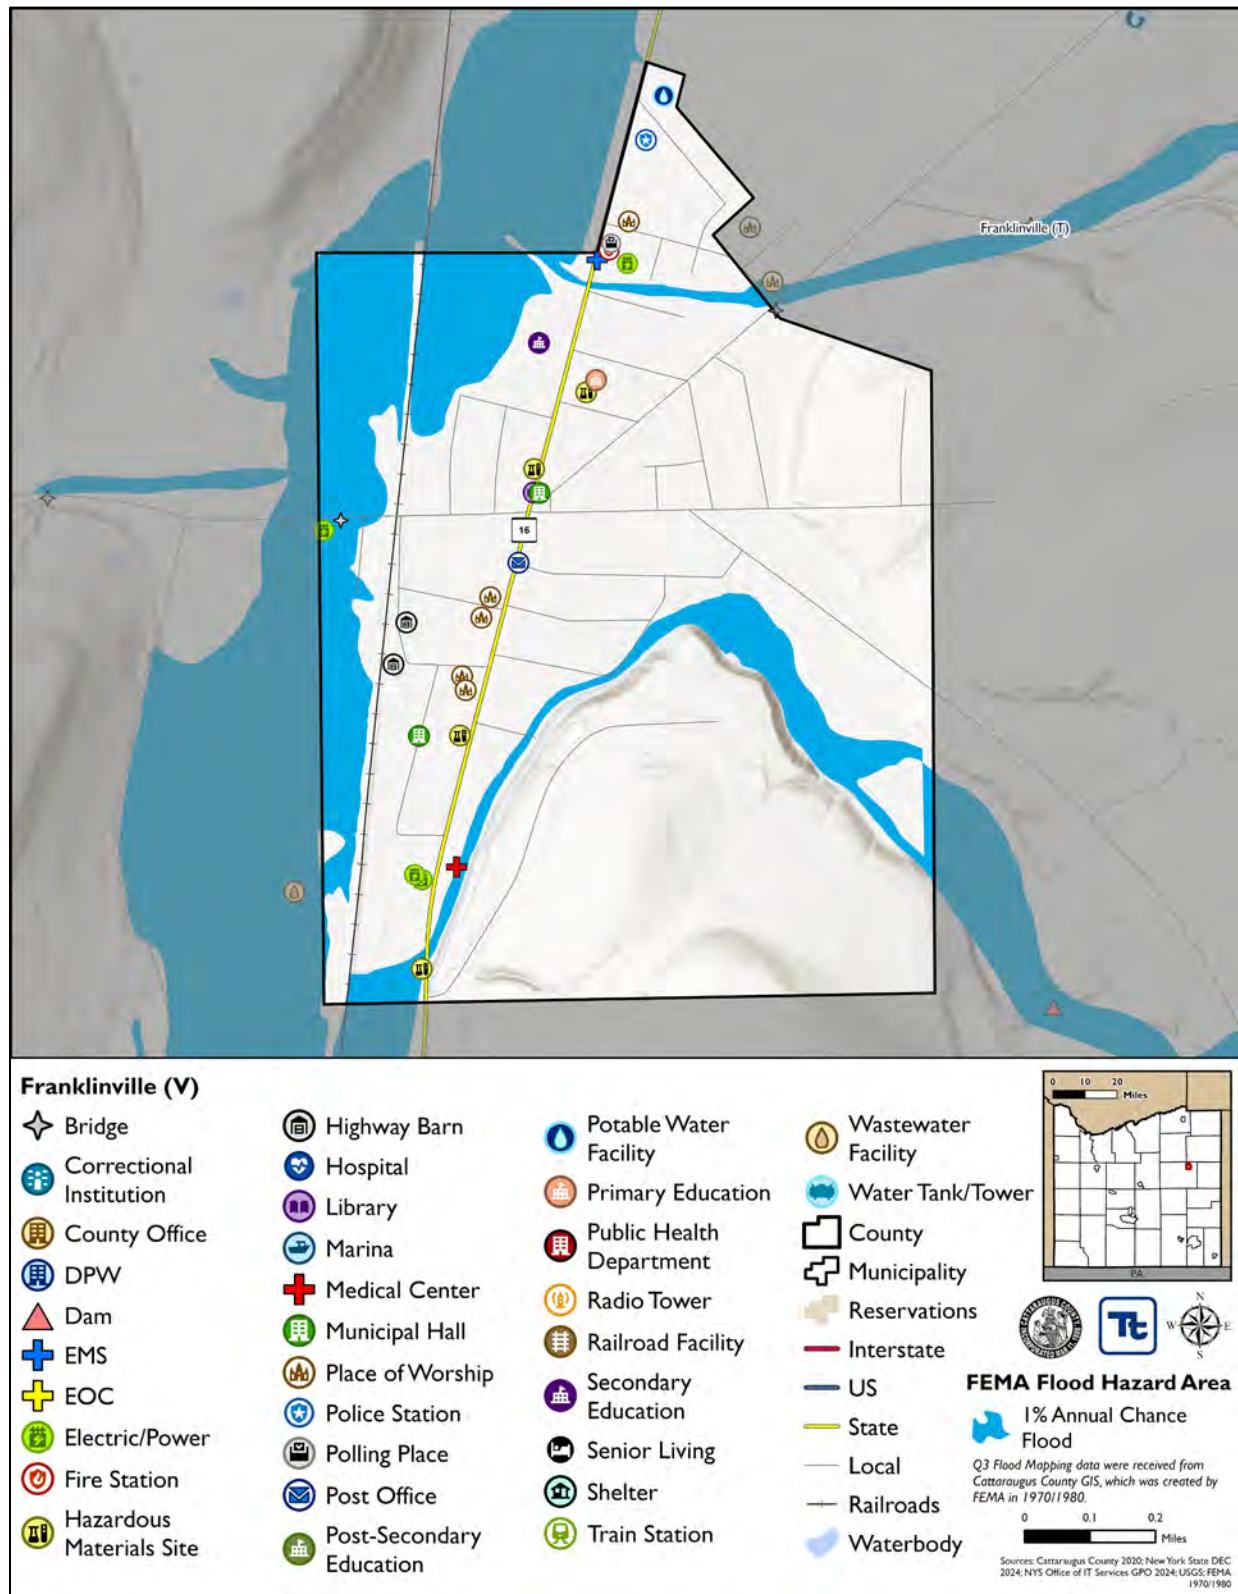 Franklinville (T)
16
Franklinville (V)
Bridge
Correctional
Institution
County Office
DPW
Dam
EMS
EOC
Electric/Power
Fire Station
Hazardous
Materials Site
Highway Barn
Hospital
Library
Marina
Medical Center
Municipal Hall
Place of Worship
Police Station
Polling Place
Post Office
Post-Secondary
Education
Potable Water
Facility
Primary Education
Public Health
Department
Radio Tower
Railroad Facility
Secondary
Education
Senior Living
Shelter
Train Station
Wastewater
Facility
Water Tank/Tower
County
Municipality
Reservations
Interstate
US
State
Local
Railroads
Waterbody
0 10 20
Miles
PA
Tt
N
W E
S
FEMA Flood Hazard Area
1% Annual Chance
Flood
Q3 Flood Mapping data were received from
Cattaraugus County GIS, which was created by
FEMA in 1970/1980.
0 0.1 0.2
Miles
Sources: Cattaraugus County 2020; New York State DEC
2024; NYS Office of IT Services GPO 2024; USGS; FEMA
1970/1980